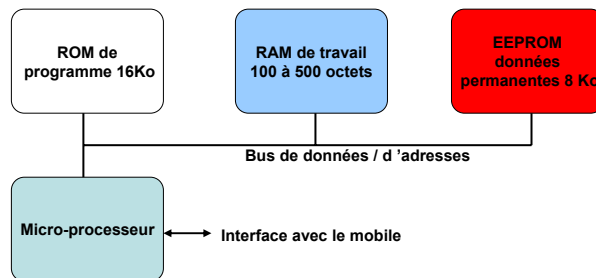 ROM de
programme 16Ko
RAM de travail
100 à 500 octets
EEPROM
données
permanentes 8 Ko
Bus de données / d ’adresses
Micro-processeur
Interface avec le mobile